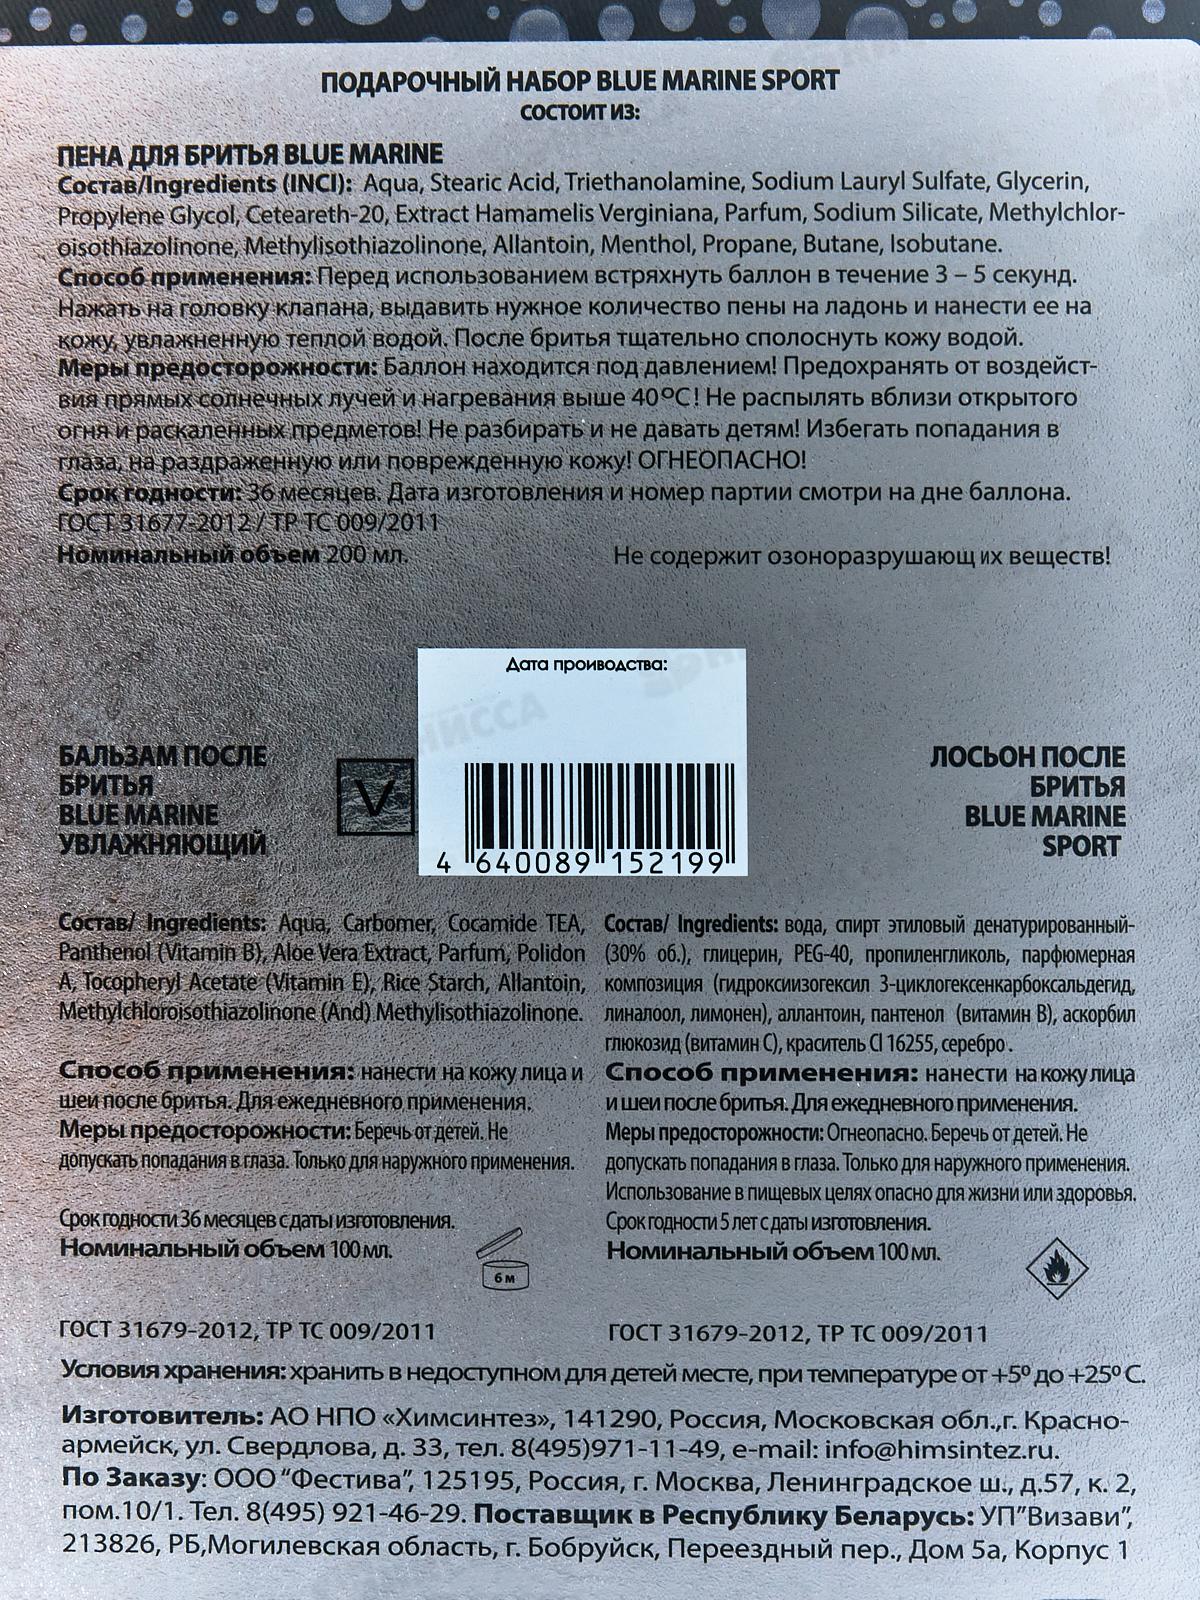 ПОДАРОЧНЫЙ НАБОР BLUE MARINE SPORT
СОСТОИТ ИЗ:
ПЕНА ДЛЯ БРИТЬЯ BLUE MARINE
Состав/Ingredients (INCI): Aqua, Stearic Acid, Triethanolamine, Sodium Lauryl Sulfate, Glycerin,
Propylene Glycol, Ceteareth-20, Extract Hamamelis Verginiana, Parfum, Sodium Silicate, Methylchlor-
oisothiazolinone, Methylisothiazolinone, Allantoin, Menthol, Propane, Butane, Isobutane.
Способ применения: Перед использованием встряхнуть баллон в течение 3 – 5 секунд.
Нажать на головку клапана, выдавить нужное количество пены на ладонь и нанести ее на
кожу, увлажненную теплой водой. После бритья тщательно сполоснуть кожу водой.
Меры предосторожности: Баллон находится под давлением! Предохранять от воздейст-
вия прямых солнечных лучей и нагревания выше 40ºС! Не распылять вблизи открытого
огня и раскаленных предметов! Не разбирать и не давать детям! Избегать попадания в
глаза, на раздраженную или поврежденную кожу! ОГНЕОПАСНО!
Срок годности: 36 месяцев. Дата изготовления и номер партии смотри на дне баллона.
ГОСТ 31677-2012 / ТР ТС 009/2011
Номинальный объем 200 мл. Не содержит озоноразрушающих веществ!
Дата проиводства:
4 640089 152199
V
БАЛЬЗАМ ПОСЛЕ
БРИТЬЯ
BLUE MARINE
УВЛАЖНЯЮЩИЙ
Состав/ Ingredients: Aqua, Carbomer, Cocamide TEA,
Panthenol (Vitamin B), Aloe Vera Extract, Parfum, Polidon
A, Tocopheryl Acetate (Vitamin E), Rice Starch, Allantoin,
Methylchloroisothiazolinone (And) Methylisothiazolinone.
Способ применения: нанести на кожу лица и
шеи после бритья. Для ежедневного применения.
Меры предосторожности: Беречь от детей. Не
допускать попадания в глаза. Только для наружного применения.
Срок годности 36 месяцев с даты изготовления.
Номинальный объем 100 мл.
6 м
ГОСТ 31679-2012, ТР ТС 009/2011
ЛОСЬОН ПОСЛЕ
БРИТЬЯ
BLUE MARINE
SPORT
Состав/ Ingredients: вода, спирт этиловый денатурированный-
(30% об.), глицерин, PEG-40, пропиленгликоль, парфюмерная
композиция (гидроксиизогексил 3-циклогексенкарбоксальдегид,
линалоол, лимонен), аллантоин, пантенол (витамин В), аскорбил
глюкозид (витамин С), краситель Cl 16255, серебро.
Способ применения: нанести на кожу лица
и шеи после бритья. Для ежедневного применения.
Меры предосторожности: Огнеопасно. Беречь от детей. Не
допускать попадания в глаза. Только для наружного применения.
Использование в пищевых целях опасно для жизни или здоровья.
Срок годности 5 лет с даты изготовления.
Номинальный объем 100 мл.
ГОСТ 31679-2012, ТР ТС 009/2011
Условия хранения: хранить в недоступном для детей месте, при температуре от +5º до +25º С.
Изготовитель: АО НПО «Химсинтез», 141290, Россия, Московская обл.,г. Красно-
армейск, ул. Свердлова, д. 33, тел. 8(495)971-11-49, e-mail: info@himsintez.ru.
По Заказу: ООО "Фестива", 125195, Россия, г. Москва, Ленинградское ш., д.57, к. 2,
пом.10/1. Тел. 8(495) 921-46-29. Поставщик в Республику Беларусь: УП"Визави",
213826, РБ,Могилевская область, г. Бобруйск, Переездный пер., Дом 5а, Корпус 1